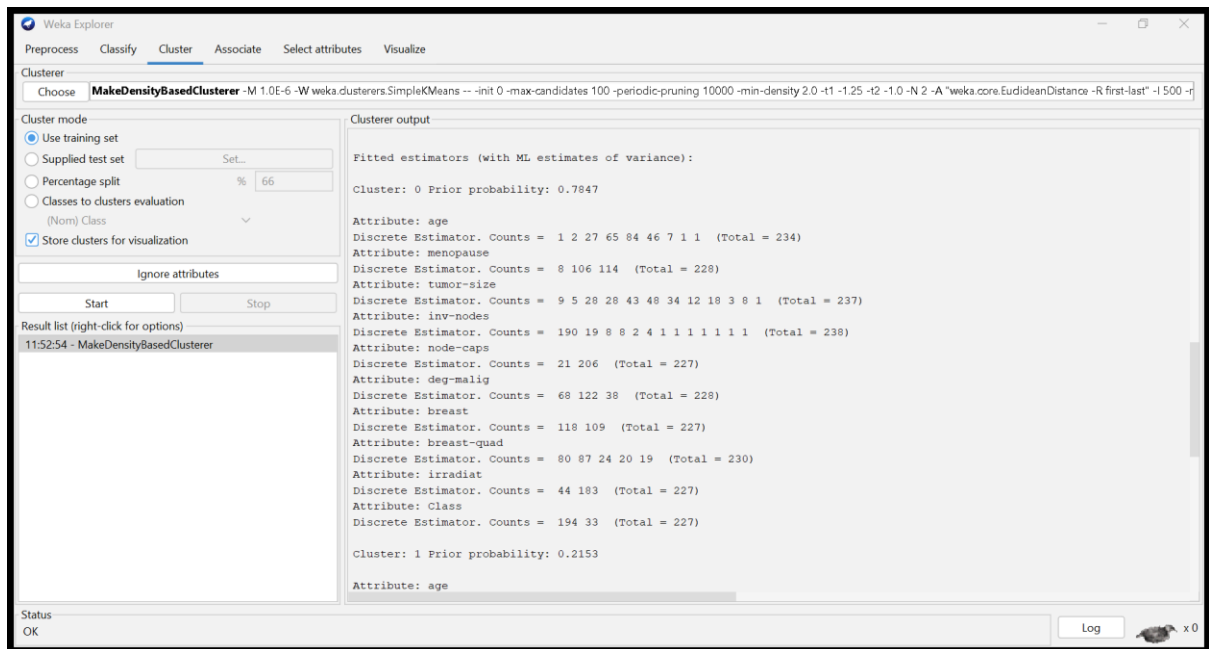 Weka Explorer
Preprocess Classify Cluster Associate Select attributes Visualize
Clusterer
Choose MakeDensityBasedClusterer -M 1.0E-6 -W weka.clusterers.SimpleKMeans -- -init 0 -max-candidates 100 -periodic-pruning 10000 -min-density 2.0 -t1 -1.25 -t2 -1.0 -N 2 -A "weka.core.EuclideanDistance -R first-last" -I 500 -r
Cluster mode
Use training set
Supplied test set Set...
Percentage split % 66
Classes to clusters evaluation
(Nom) Class
Store clusters for visualization
Ignore attributes
Start Stop
Result list (right-click for options)
11:52:54 - MakeDensityBasedClusterer
Clusterer output
Fitted estimators (with ML estimates of variance):
Cluster: 0 Prior probability: 0.7847
Attribute: age
Discrete Estimator. Counts = 1 2 27 65 84 46 7 1 1 (Total = 234)
Attribute: menopause
Discrete Estimator. Counts = 8 106 114 (Total = 228)
Attribute: tumor-size
Discrete Estimator. Counts = 9 5 28 28 43 48 34 12 18 3 8 1 (Total = 237)
Attribute: inv-nodes
Discrete Estimator. Counts = 190 19 8 8 2 4 1 1 1 1 1 1 1 (Total = 238)
Attribute: node-caps
Discrete Estimator. Counts = 21 206 (Total = 227)
Attribute: deg-malig
Discrete Estimator. Counts = 68 122 38 (Total = 228)
Attribute: breast
Discrete Estimator. Counts = 118 109 (Total = 227)
Attribute: breast-quad
Discrete Estimator. Counts = 80 87 24 20 19 (Total = 230)
Attribute: irradiat
Discrete Estimator. Counts = 44 183 (Total = 227)
Attribute: Class
Discrete Estimator. Counts = 194 33 (Total = 227)
Cluster: 1 Prior probability: 0.2153
Attribute: age
Status
OK
Log x 0